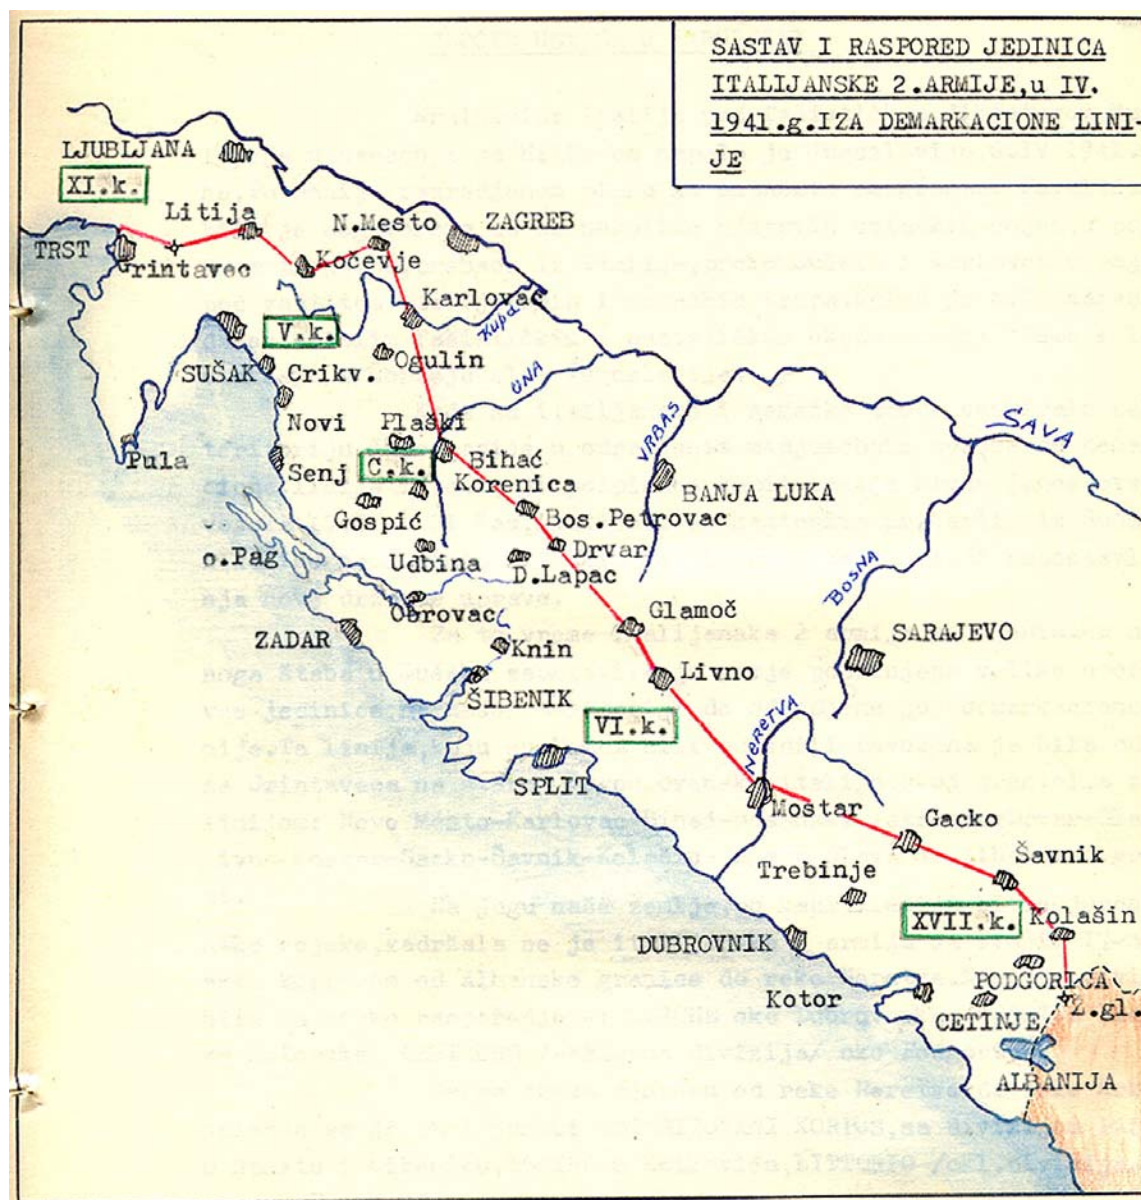 SASTAV I RASPORED JEDINICA
ITALIJANSKE 2.ARMIJE,u IV.
1941.g.IZA DEMARKACIONE LINI-
JE
LJUBLJANA
XI.k.
Litija
N.Mesto
ZAGREB
TRST
Grintavec
Kočevje
Karlovac
Kupa
V.k.
Ogulin
SUŠAK
Crikv.
UNA
Novi
Plaški
VRBAS
SAVA
Pula
Senj
C.k.
Bihać
Korenica
BANJA LUKA
Gospić
Bos.Petrovac
o.Pag
Udbina
Drvar
D.Lapac
BOSNA
Obrovac
Glamoč
ZADAR
Knin
SARAJEVO
ŠIBENIK
Livno
VI.k.
NERETVA
SPLIT
Moštar
Gacko
Trebinje
Šavnik
XVII.k.
Kolašin
DUBROVNIK
PODGORICA
Kotor
Z.gl.
CETINJE
ALBANIJA